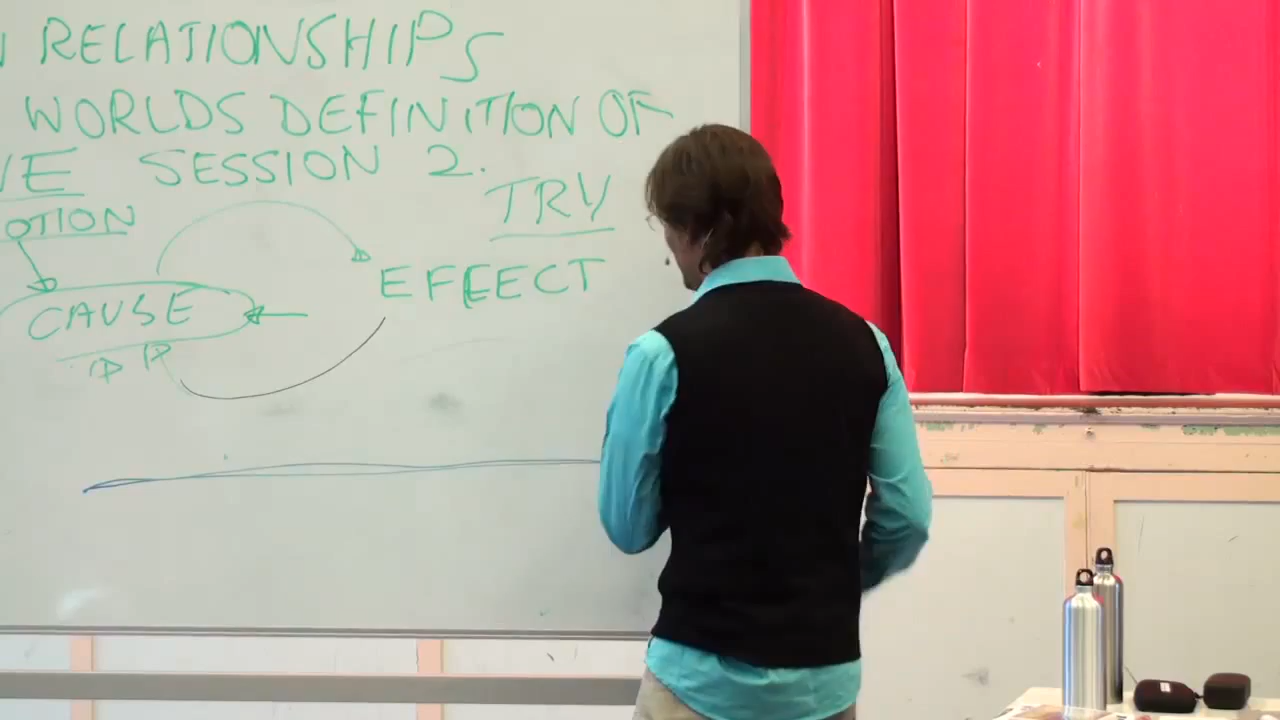 RELATIONSHIPS
WORLDS DEFINITION OF
SESSION 2.
TRY
OTION
EFFECT
CAUSE